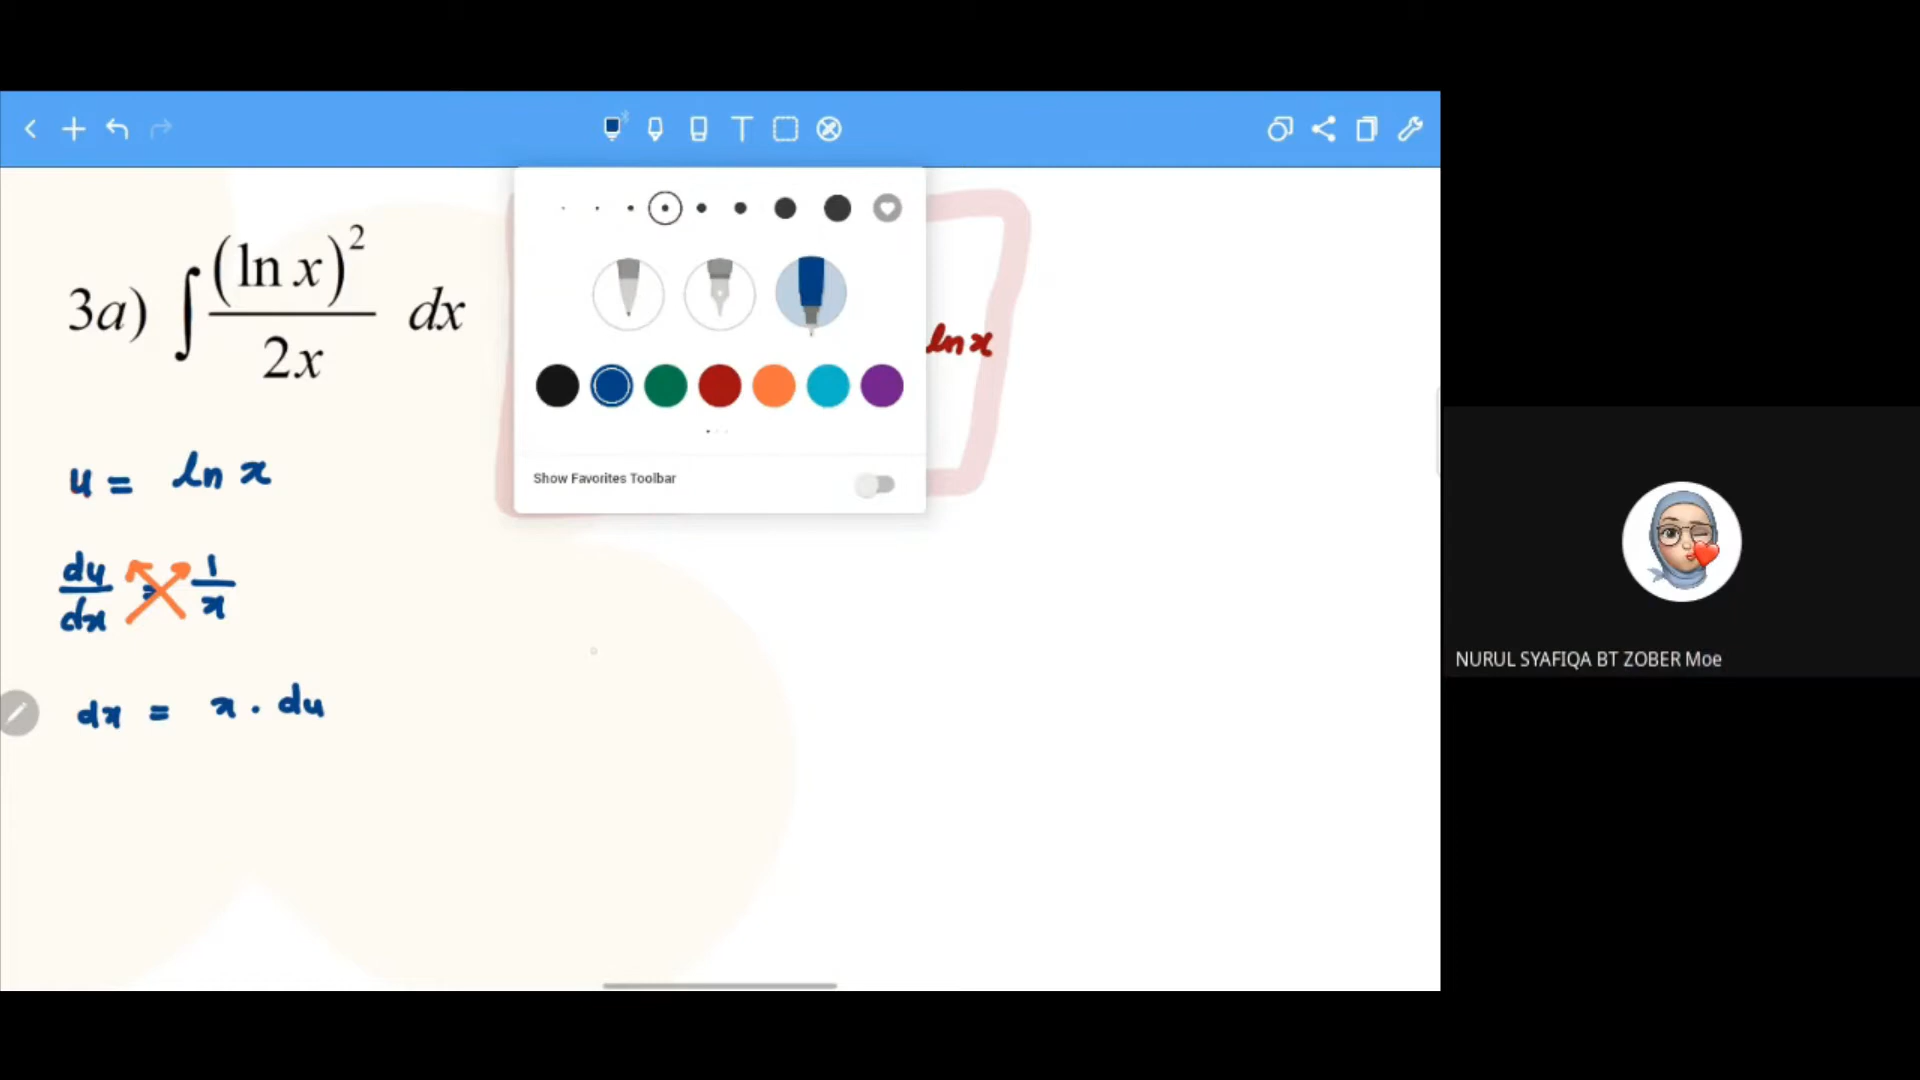 3a) ∫ (ln x)² / 2x dx
ln x
u = ln x
du/dx = 1/x
dx = x . du
Show Favorites Toolbar
NURUL SYAFIQA BT ZOBER Moe